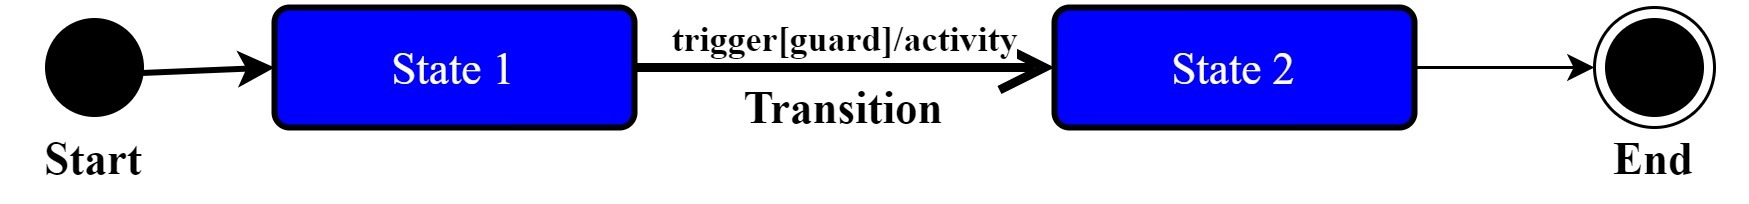 trigger[guard]/activity
State 1
State 2
Transition
Start
End